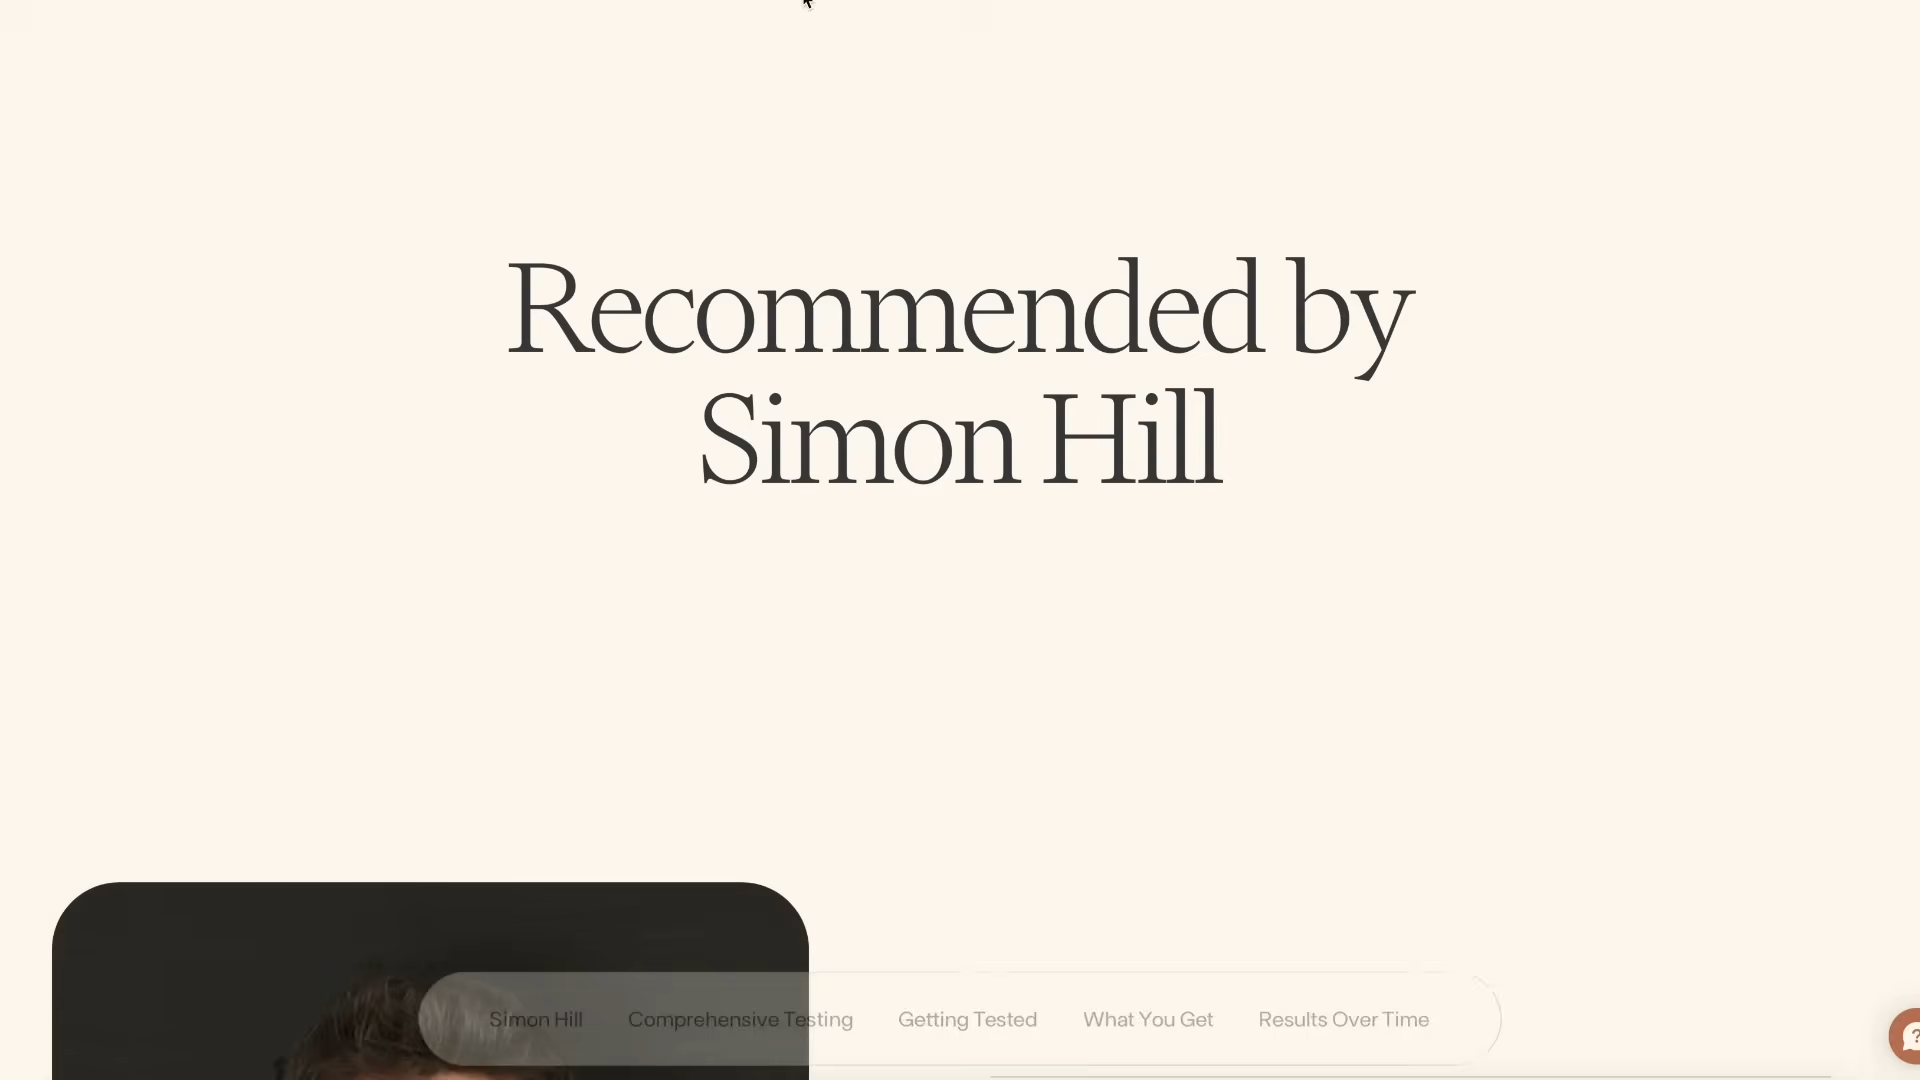 Recommended by
Simon Hill
Simon Hill Comprehensive Testing Getting Tested What You Get Results Over Time
?